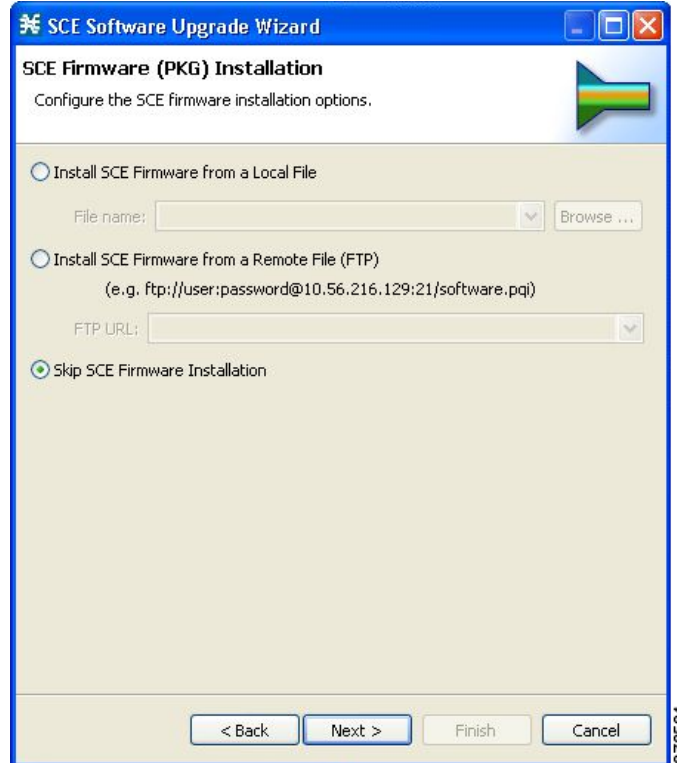 SCE Software Upgrade Wizard
SCE Firmware (PKG) Installation
Configure the SCE firmware installation options.
Install SCE Firmware from a Local File
File name:
Browse ...
Install SCE Firmware from a Remote File (FTP)
(e.g. ftp://user:password@10.56.216.129:21/software.pqi)
FTP URL:
Skip SCE Firmware Installation
< Back
Next >
Finish
Cancel